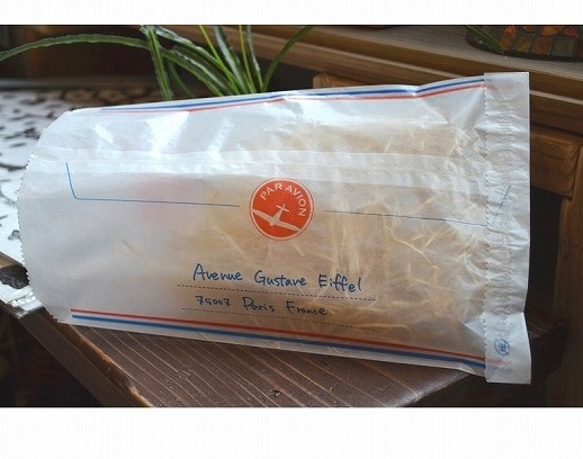 PAR AVION
Avenue Gustave Eiffel
75007 Paris France